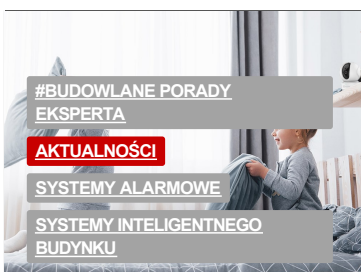 #BUDOWLANE PORADY
EKSPERTA
AKTUALNOŚCI
SYSTEMY ALARMOWE
SYSTEMY INTELIGENTNEGO
BUDYNKU